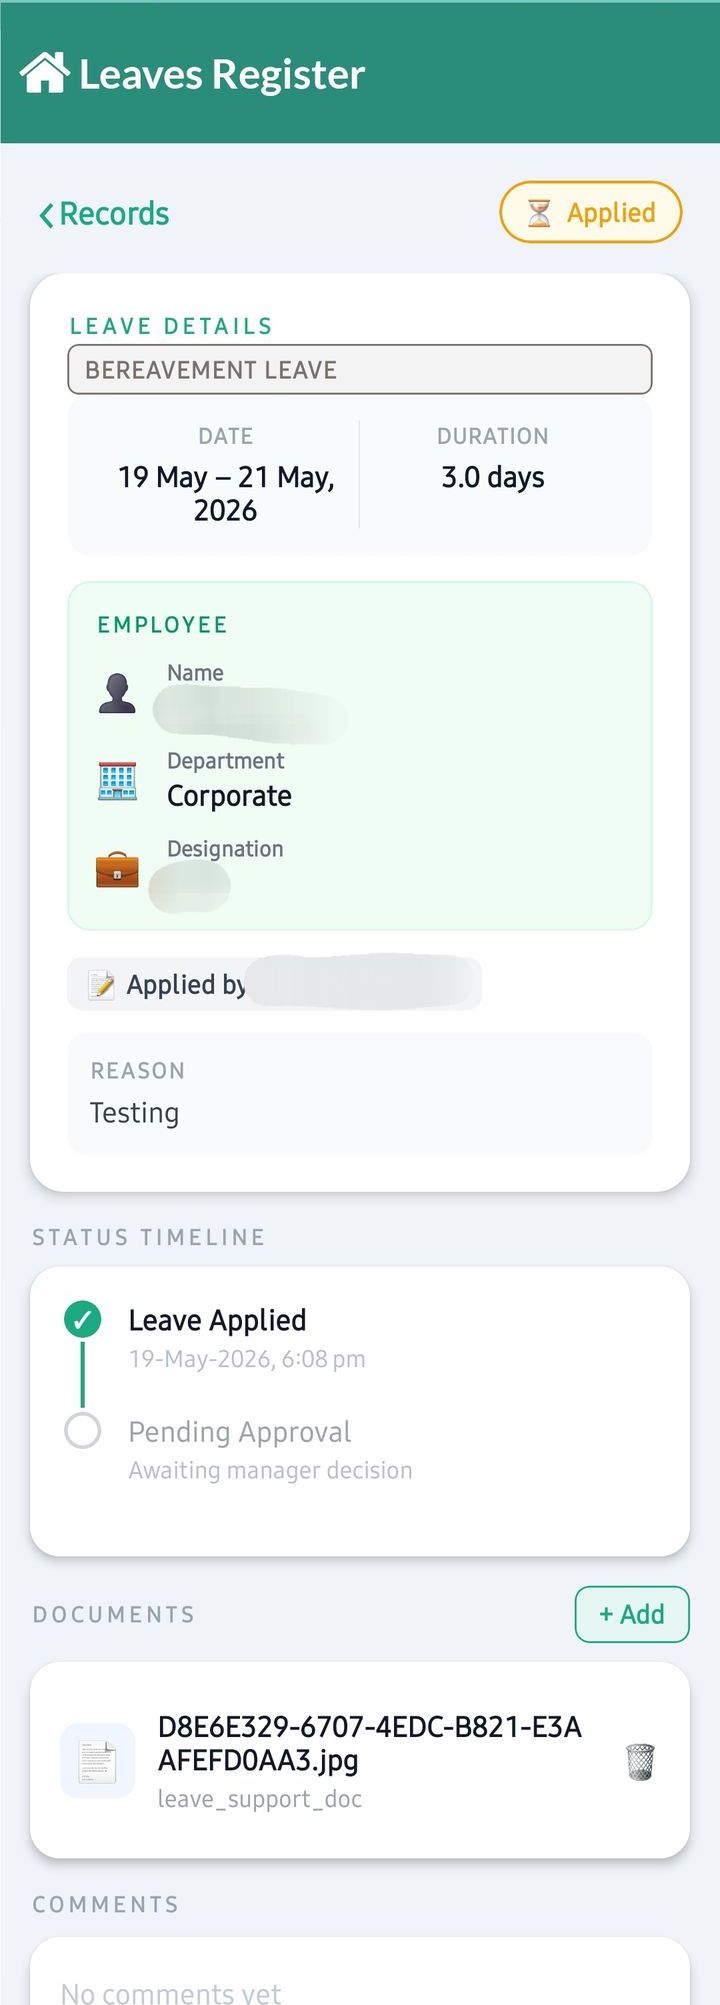 Leaves Register
Records
Applied
LEAVE DETAILS
BEREAVEMENT LEAVE
DATE
19 May – 21 May,
2026
DURATION
3.0 days
EMPLOYEE
Name
Department
Corporate
Designation
Applied by
REASON
Testing
STATUS TIMELINE
Leave Applied
19-May-2026, 6:08 pm
Pending Approval
Awaiting manager decision
DOCUMENTS
+ Add
D8E6E329-6707-4EDC-B821-E3A
AFEFD0AA3.jpg
leave_support_doc
COMMENTS
No comments yet